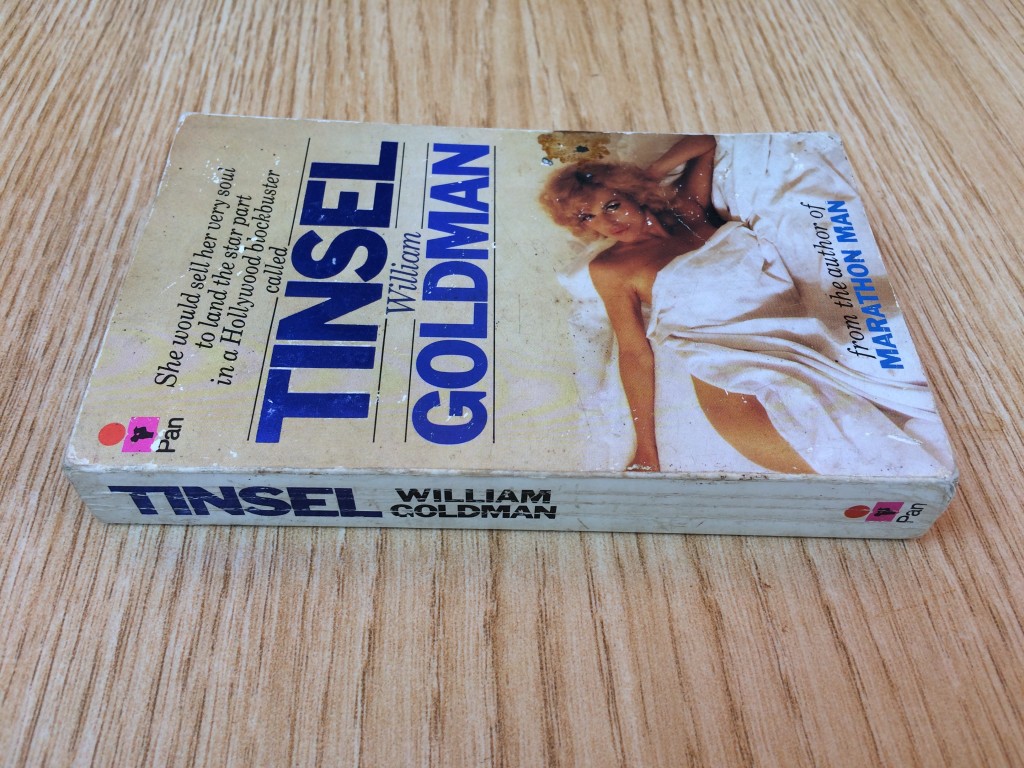 Pan
She would sell her very soul
to land the star part
in a Hollywood blockbuster
called
TINSEL
William
GOLDMAN
from the author of
MARATHON MAN
TINSEL
WILLIAM
GOLDMAN
Pan